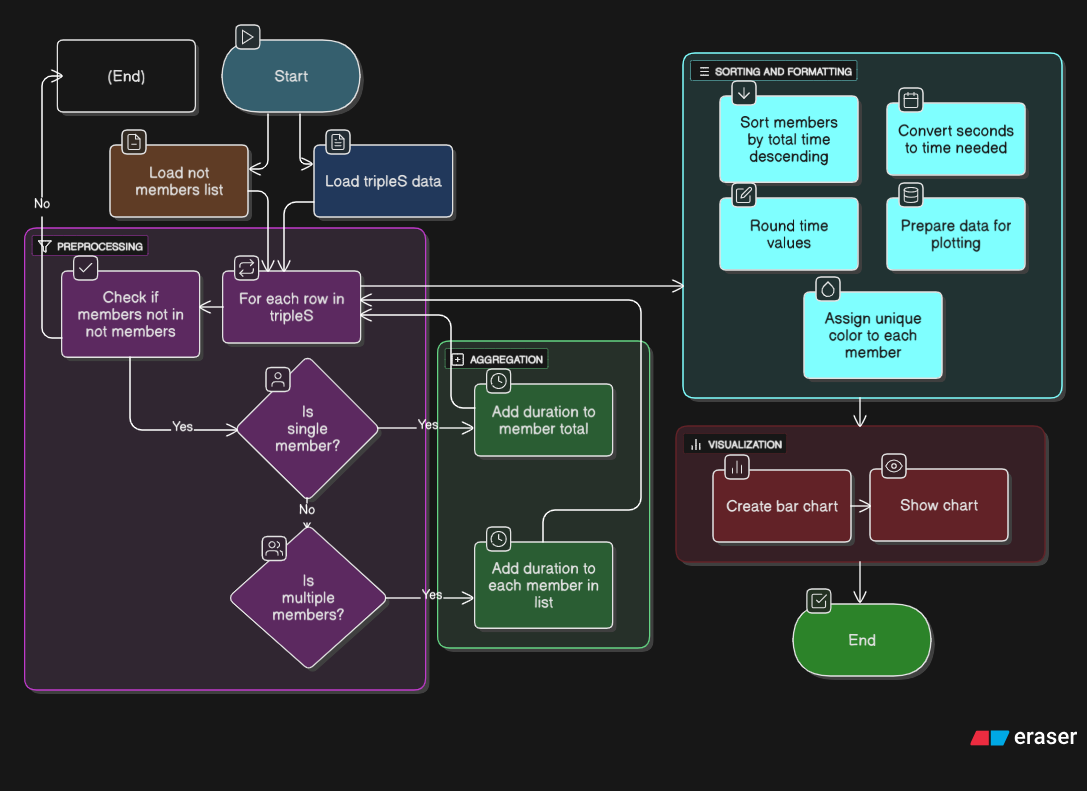 (End)
Start
Load not
members list
Load tripleS data
No
PREPROCESSING
Check if
members not in
not members
For each row in
tripleS
Yes
Is
single
member?
Yes
No
Is
multiple
members?
Yes
AGGREGATION
Add duration to
member total
Add duration to
each member in
list
SORTING AND FORMATTING
Sort members
by total time
descending
Convert seconds
to time needed
Round time
values
Prepare data for
plotting
Assign unique
color to each
member
VISUALIZATION
Create bar chart
Show chart
End
eraser